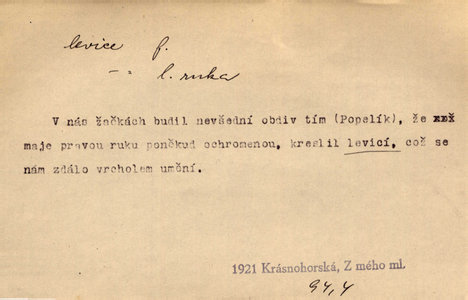 levice f.
-"- l. ruka
V nás žačkách budil nevšední obdiv tím (Popelík), že
maje pravou ruku poněkud ochromenou, kreslil levicí, což se
nám zdálo vrcholem umění.
1921 Krásnohorská, Z mého ml.
94,4